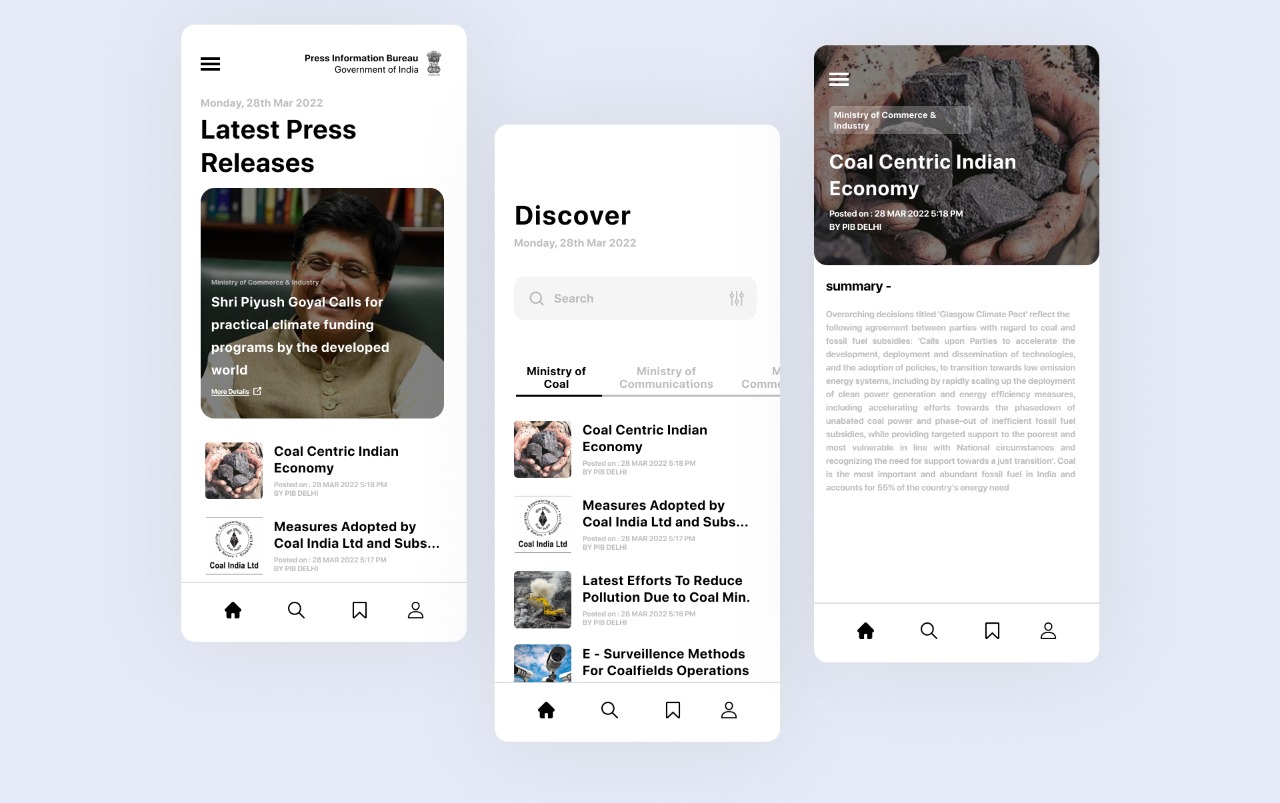 Press Information Bureau
Government of India
Monday, 28th Mar 2022
Latest Press
Releases
Ministry of Commerce & Industry
Shri Piyush Goyal Calls for
practical climate funding
programs by the developed
world
More Details
Coal Centric Indian
Economy
Posted on : 28 MAR 2022 5:18 PM
BY PIB DELHI
Coal India Ltd
Measures Adopted by
Coal India Ltd and Subs...
Posted on : 28 MAR 2022 5:17 PM
BY PIB DELHI
Discover
Monday, 28th Mar 2022
Search
Ministry of
Coal
Ministry of
Communications
M
Comme
Coal Centric Indian
Economy
Posted on : 28 MAR 2022 5:18 PM
BY PIB DELHI
Coal India Ltd
Measures Adopted by
Coal India Ltd and Subs...
Posted on : 28 MAR 2022 5:17 PM
BY PIB DELHI
Latest Efforts To Reduce
Pollution Due to Coal Min.
Posted on : 28 MAR 2022 5:16 PM
BY PIB DELHI
E - Surveillence Methods
For Coalfields Operations
Ministry of Commerce &
Industry
Coal Centric Indian
Economy
Posted on : 28 MAR 2022 5:18 PM
BY PIB DELHI
summary -
Overarching decisions titled 'Glasgow Climate Pact' reflect the
following agreement between parties with regard to coal and
fossil fuel subsidies: 'Calls upon Parties to accelerate the
development, deployment and dissemination of technologies,
and the adoption of policies, to transition towards low emission
energy systems, including by rapidly scaling up the deployment
of clean power generation and energy efficiency measures,
including accelerating efforts towards the phasedown of
unabated coal power and phase-out of inefficient fossil fuel
subsidies, while providing targeted support to the poorest and
most vulnerable in line with National circumstances and
recognizing the need for support towards a just transition'. Coal
is the most important and abundant fossil fuel in India and
accounts for 55% of the country's energy need